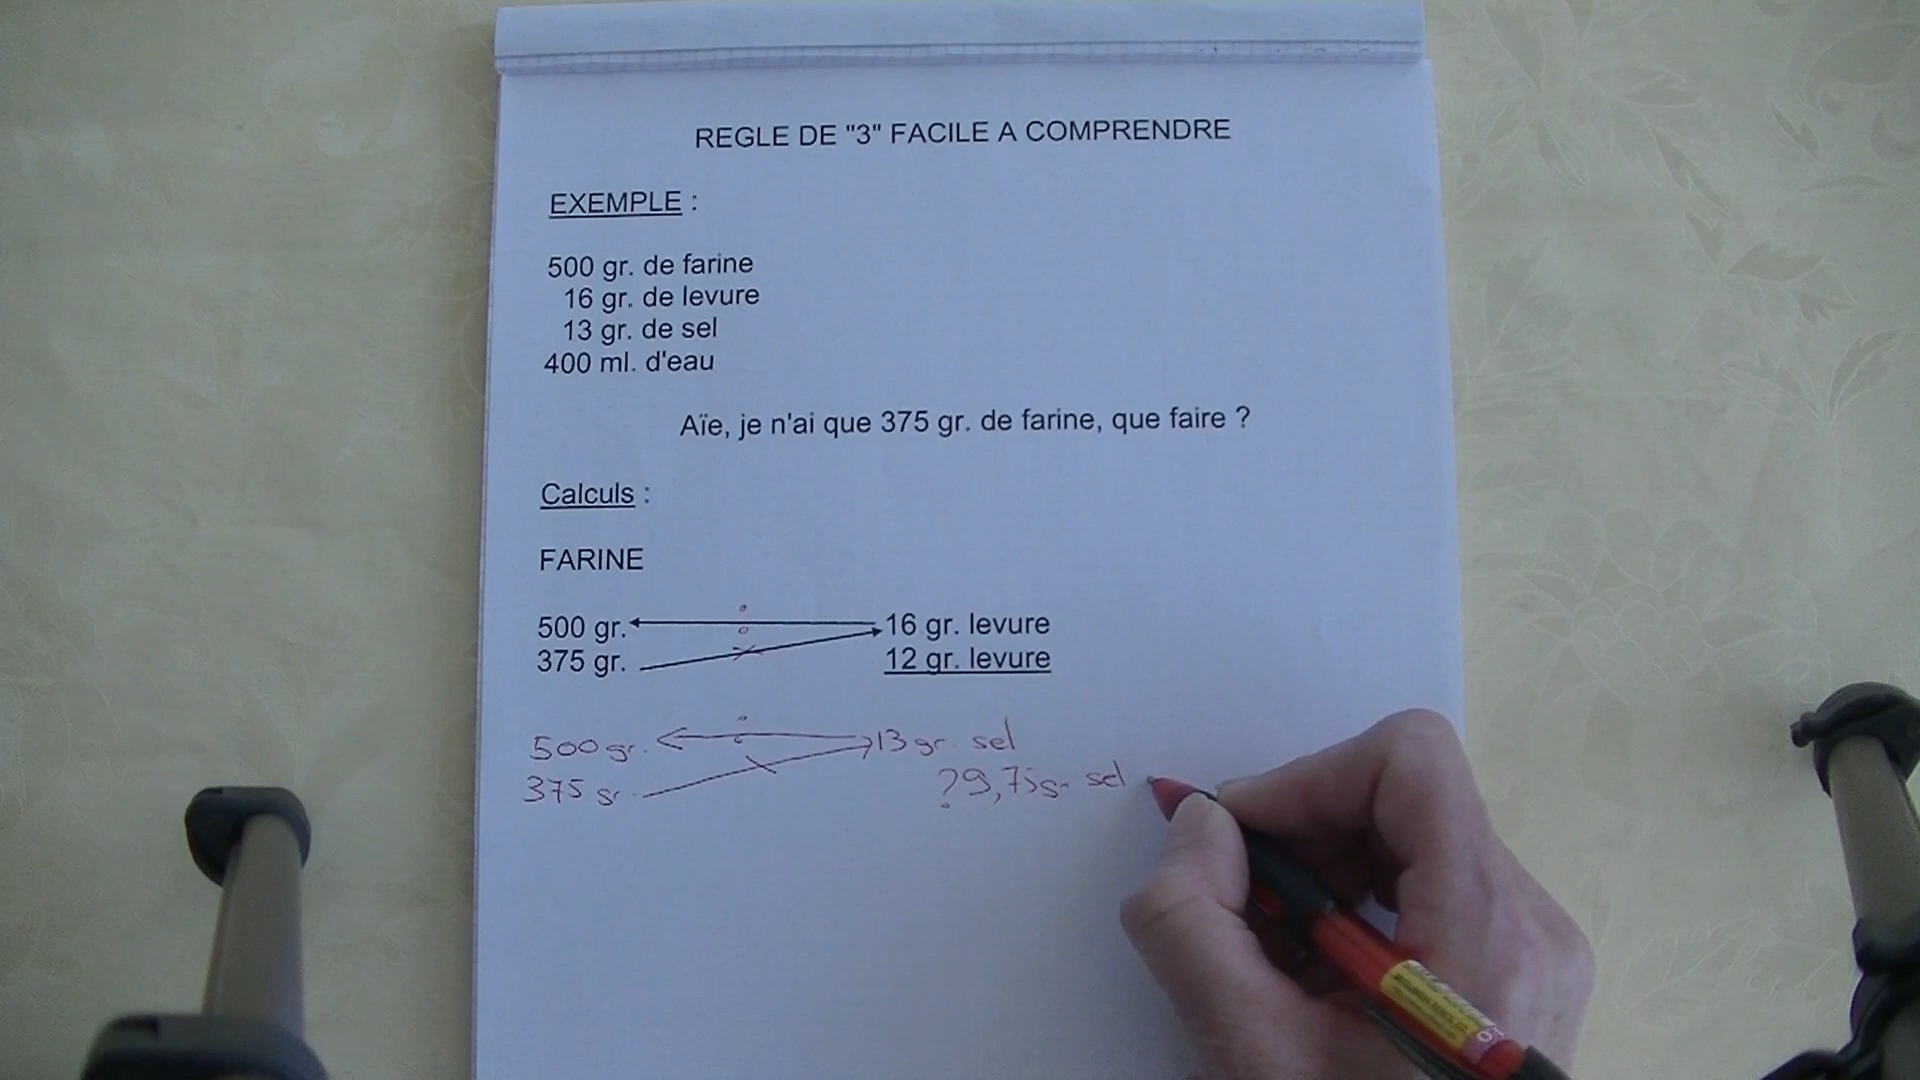 REGLE DE "3" FACILE A COMPRENDRE
EXEMPLE :
500 gr. de farine
16 gr. de levure
13 gr. de sel
400 ml. d'eau
Aïe, je n'ai que 375 gr. de farine, que faire ?
Calculs :
FARINE
500 gr. : 16 gr. levure
375 gr. x 12 gr. levure
500 gr. : 13 gr. sel
375 gr. x ? 9,75 gr. sel